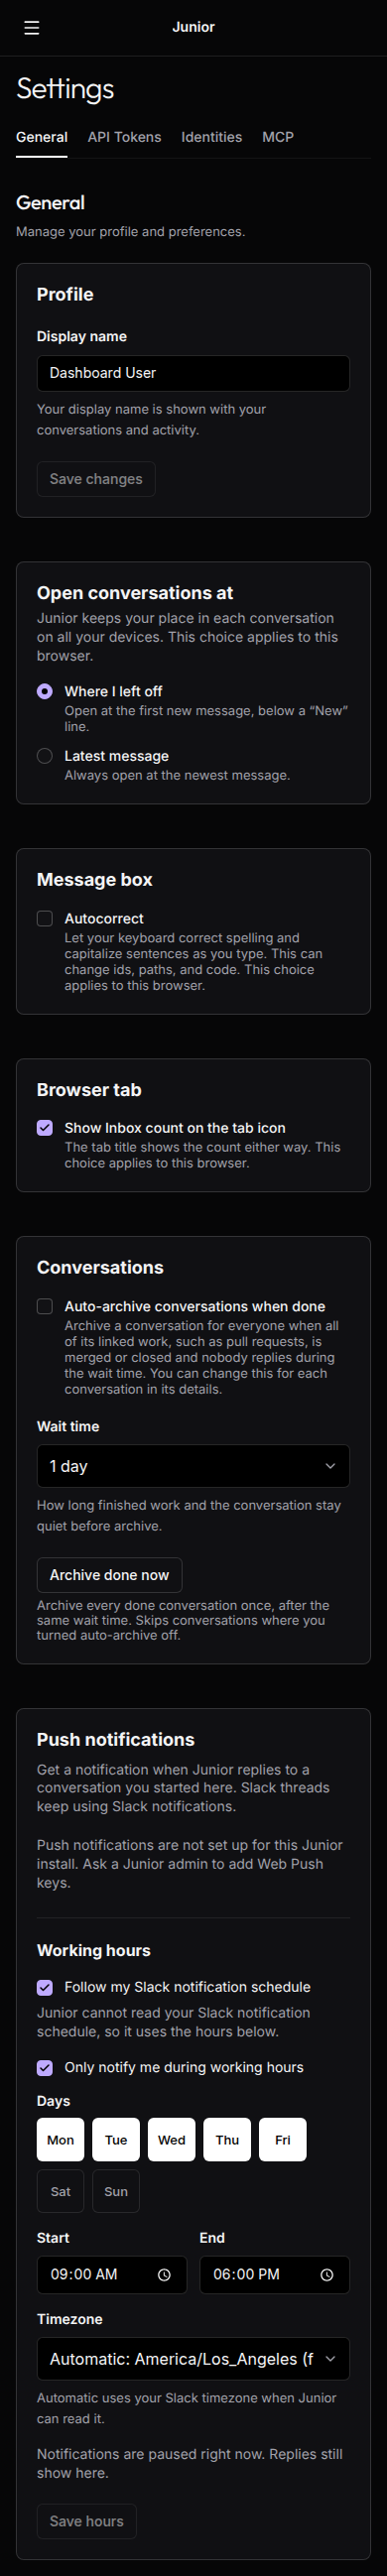 Junior
Settings
General API Tokens Identities MCP
General
Manage your profile and preferences.
Profile
Display name
Dashboard User
Your display name is shown with your
conversations and activity.
Save changes
Open conversations at
Junior keeps your place in each conversation
on all your devices. This choice applies to this
browser.
Where I left off
Open at the first new message, below a “New”
line.
Latest message
Always open at the newest message.
Message box
Autocorrect
Let your keyboard correct spelling and
capitalize sentences as you type. This can
change ids, paths, and code. This choice
applies to this browser.
Browser tab
Show Inbox count on the tab icon
The tab title shows the count either way. This
choice applies to this browser.
Conversations
Auto-archive conversations when done
Archive a conversation for everyone when all
of its linked work, such as pull requests, is
merged or closed and nobody replies during
the wait time. You can change this for each
conversation in its details.
Wait time
1 day
How long finished work and the conversation stay
quiet before archive.
Archive done now
Archive every done conversation once, after the
same wait time. Skips conversations where you
turned auto-archive off.
Push notifications
Get a notification when Junior replies to a
conversation you started here. Slack threads
keep using Slack notifications.
Push notifications are not set up for this Junior
install. Ask a Junior admin to add Web Push
keys.
Working hours
Follow my Slack notification schedule
Junior cannot read your Slack notification
schedule, so it uses the hours below.
Only notify me during working hours
Days
Mon Tue Wed Thu Fri
Sat Sun
Start End
09:00 AM 06:00 PM
Timezone
Automatic: America/Los_Angeles (f
Automatic uses your Slack timezone when Junior
can read it.
Notifications are paused right now. Replies still
show here.
Save hours